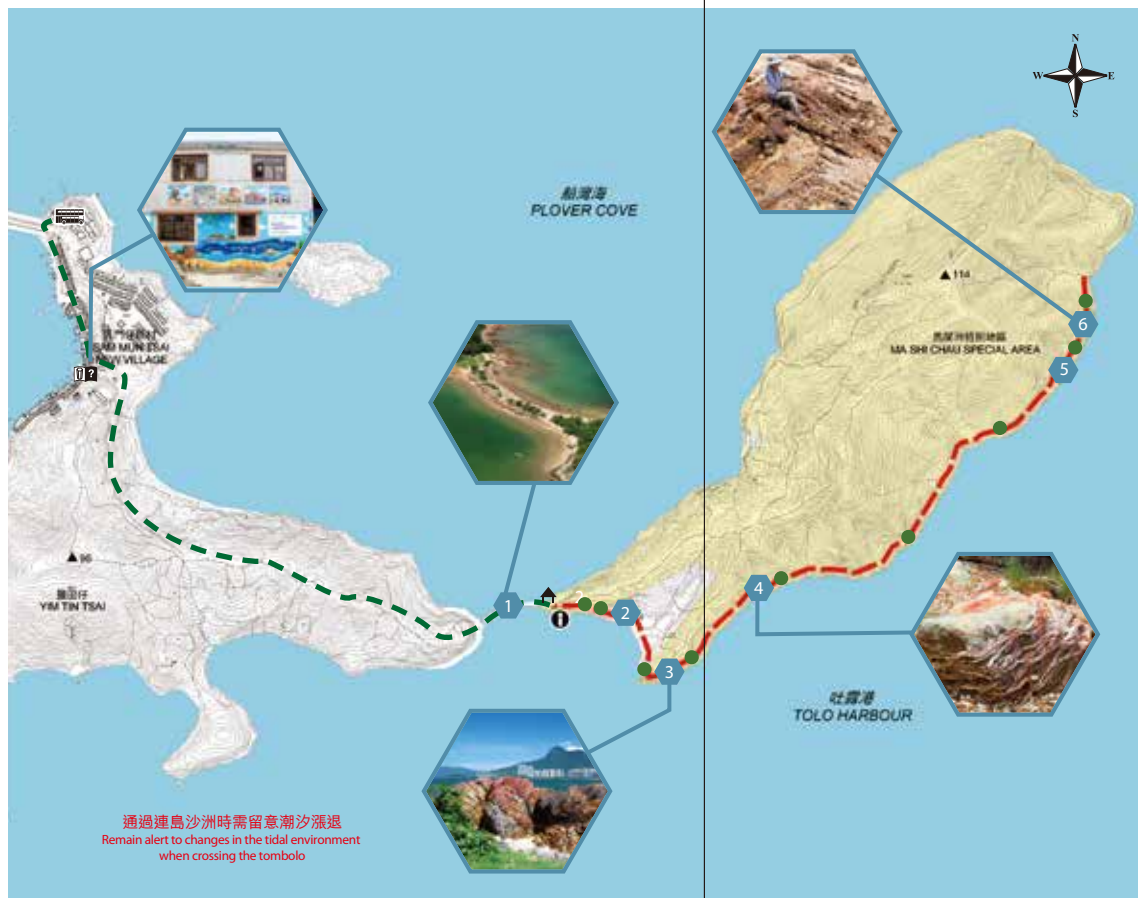 N
W
E
S
船灣海
PLOVER COVE
114
馬屎洲特別地區
MA SHI CHAU SPECIAL AREA
6
5
三門仔新村
SAM MUN TSAI
NEW VILLAGE
?
96
鹽田仔
YIM TIN TSAI
1
i
2
3
4
吐露港
TOLO HARBOUR
通過連島沙洲時需留意潮汐漲退
Remain alert to changes in the tidal environment
when crossing the tombolo